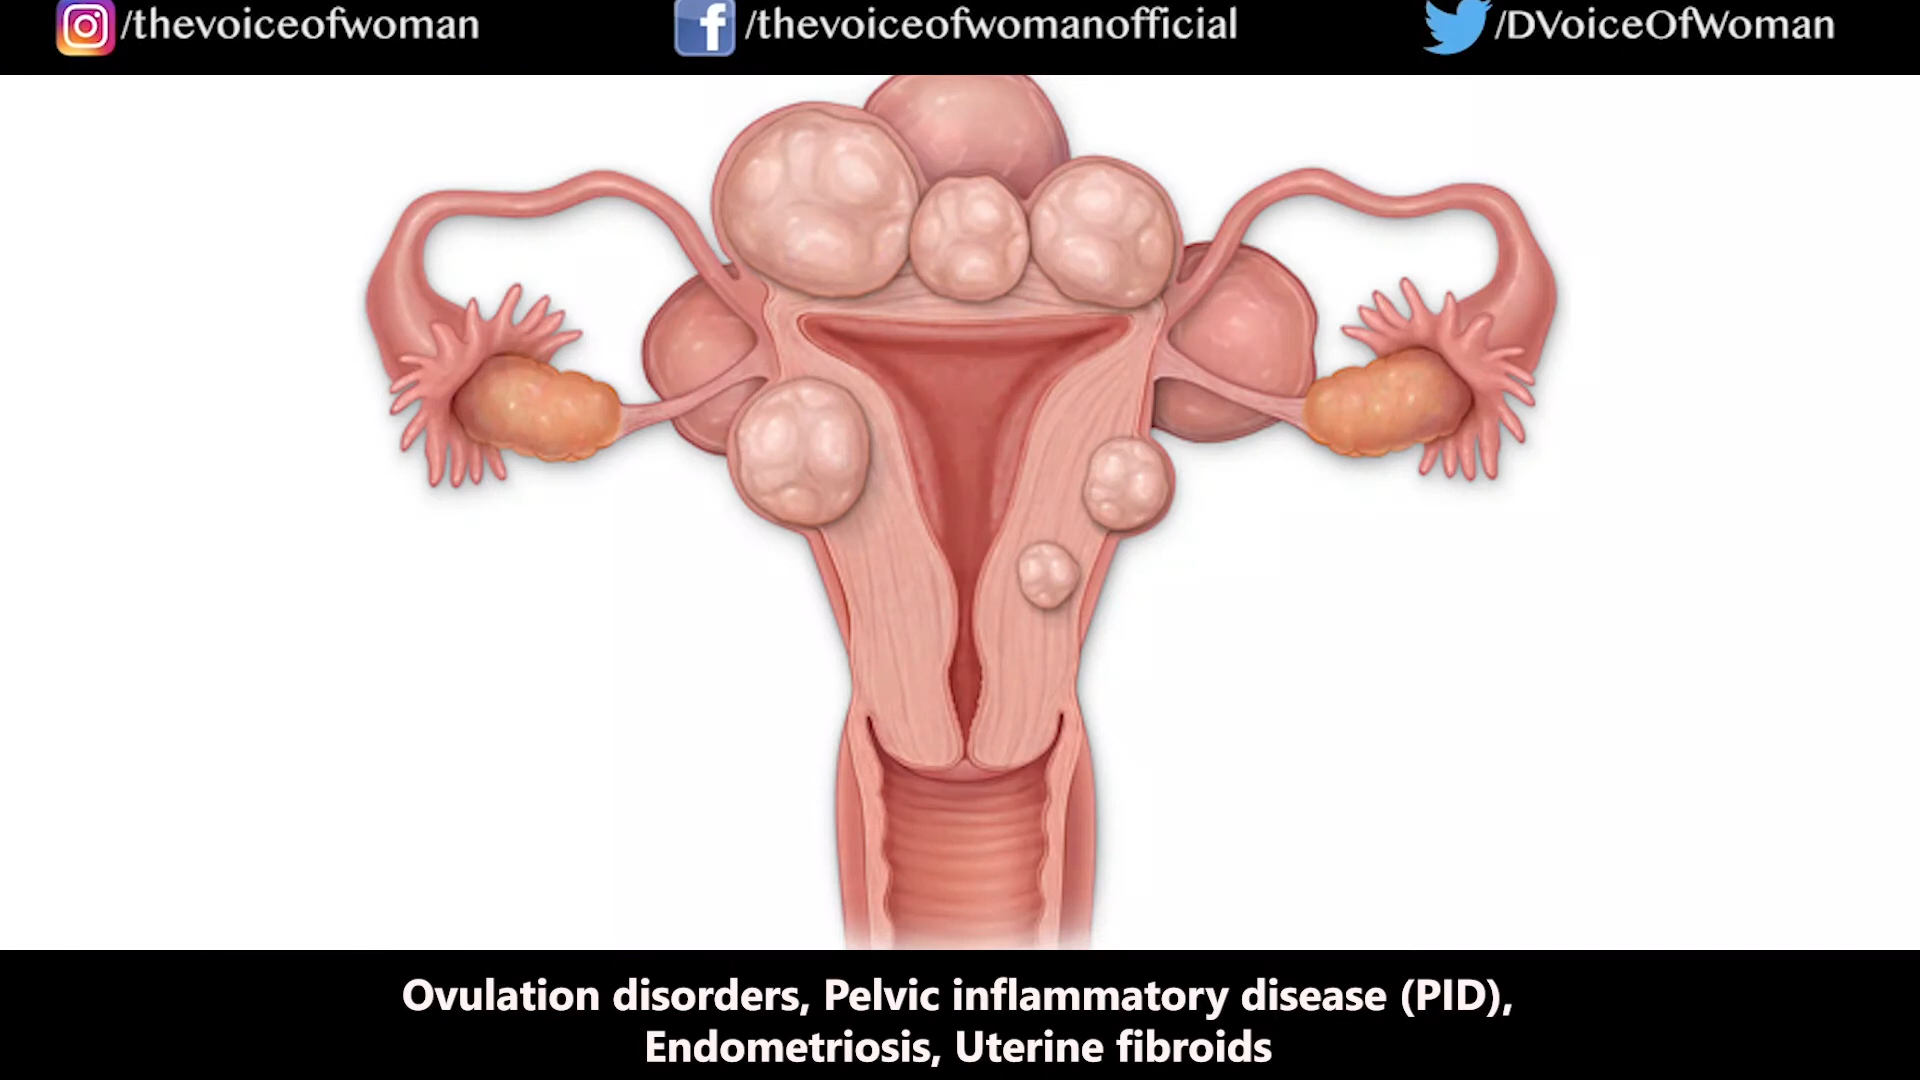 /thevoiceofwoman
/thevoiceofwomanofficial
/DVoiceOfWoman
Ovulation disorders, Pelvic inflammatory disease (PID),
Endometriosis, Uterine fibroids